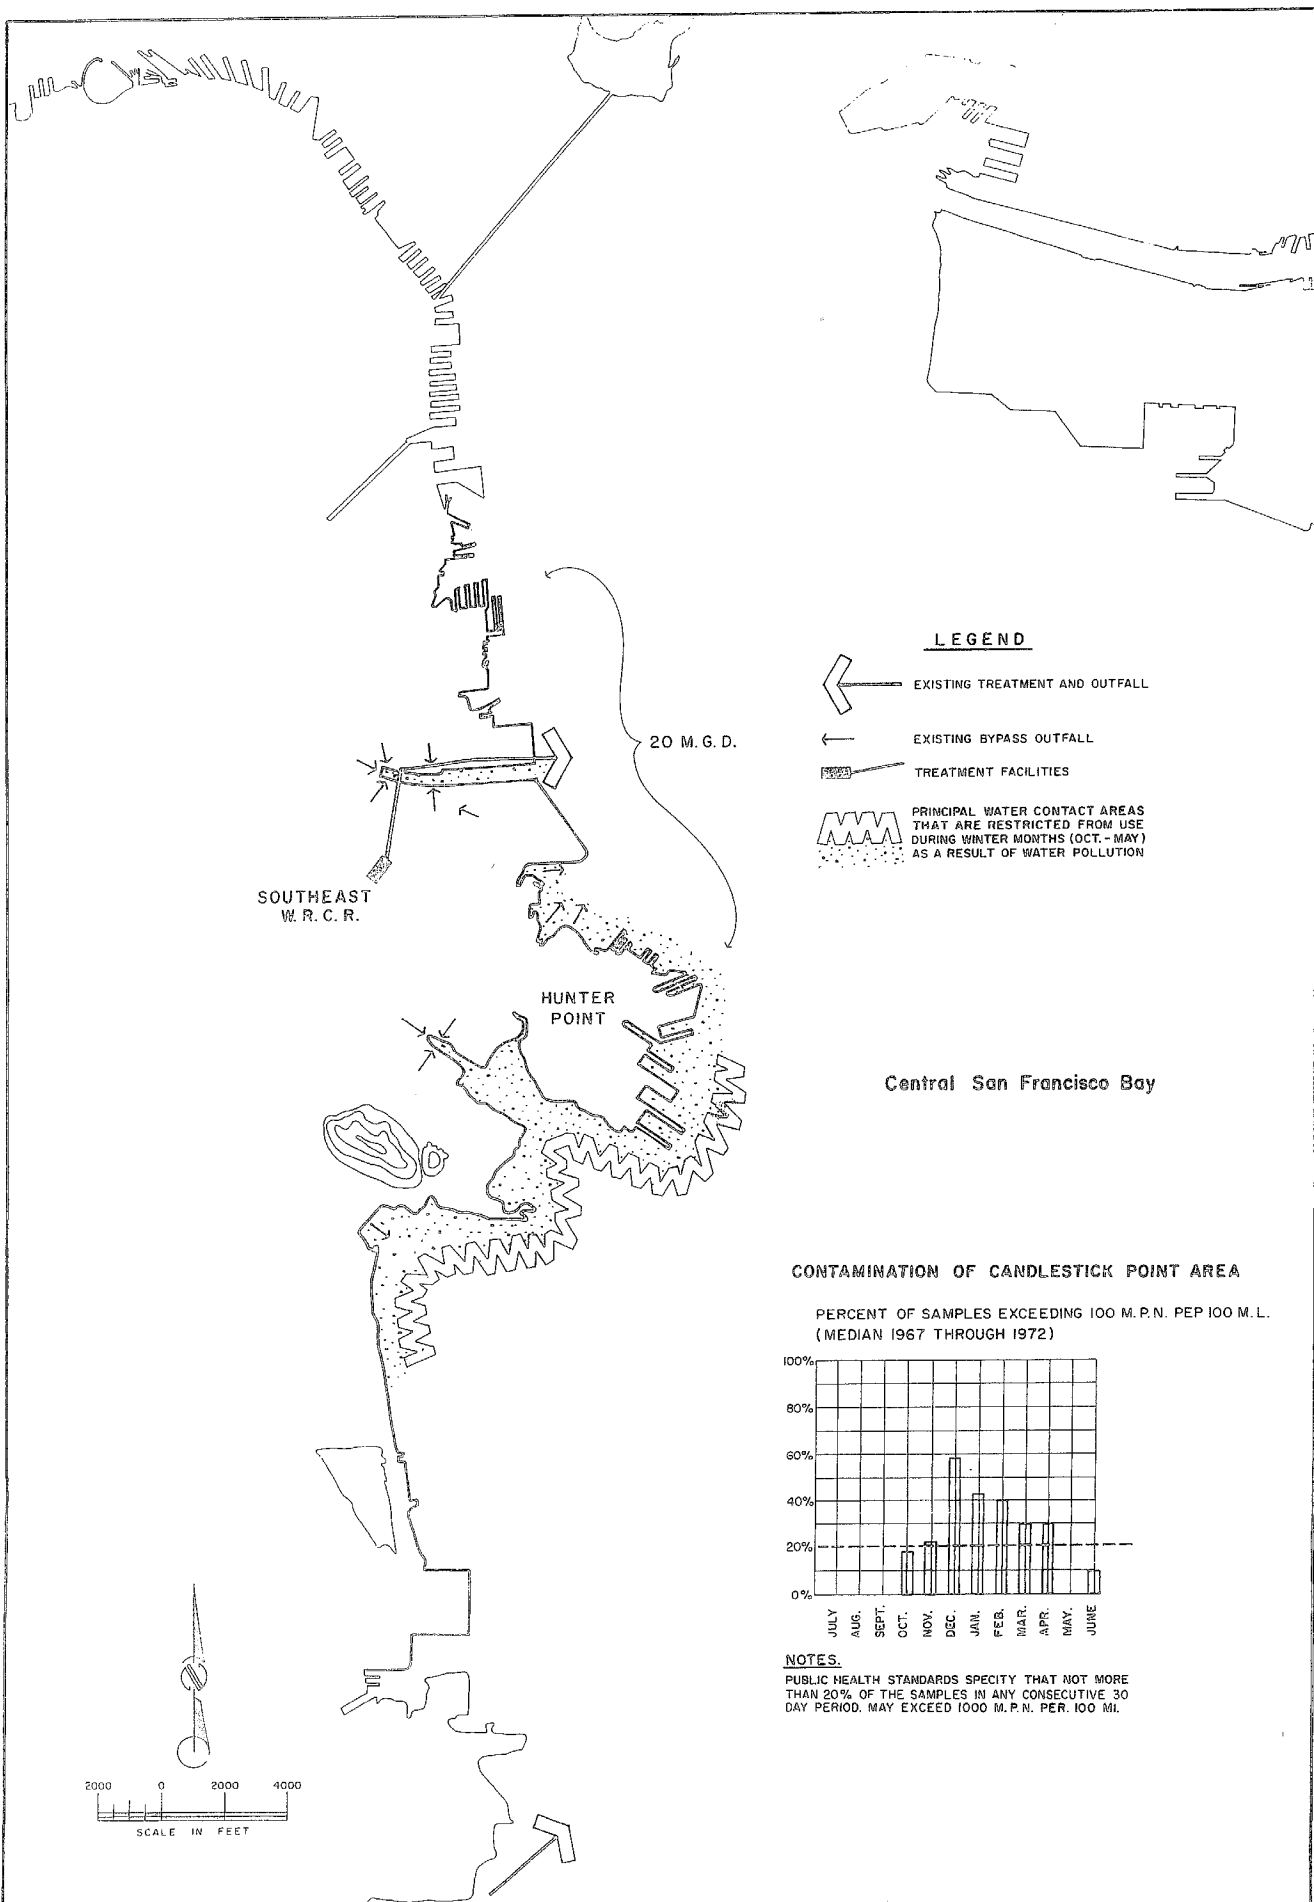 LEGEND
EXISTING TREATMENT AND OUTFALL
20 M.G.D.
EXISTING BYPASS OUTFALL
TREATMENT FACILITIES
PRINCIPAL WATER CONTACT AREAS
THAT ARE RESTRICTED FROM USE
DURING WINTER MONTHS (OCT.-MAY)
AS A RESULT OF WATER POLLUTION
SOUTHEAST
W.R.C.R.
HUNTER
POINT
Central San Francisco Bay
CONTAMINATION OF CANDLESTICK POINT AREA
PERCENT OF SAMPLES EXCEEDING 100 M.P.N. PEP 100 M.L.
(MEDIAN 1967 THROUGH 1972)
100%
80%
60%
40%
20%
0%
JULY
AUG.
SEPT.
OCT.
NOV.
DEC.
JAN.
FEB.
MAR.
APR.
MAY.
JUNE
NOTES.
PUBLIC HEALTH STANDARDS SPECITY THAT NOT MORE
THAN 20% OF THE SAMPLES IN ANY CONSECUTIVE 30
DAY PERIOD. MAY EXCEED 1000 M.P.N. PER. 100 Ml.
2000 0 2000 4000
SCALE IN FEET